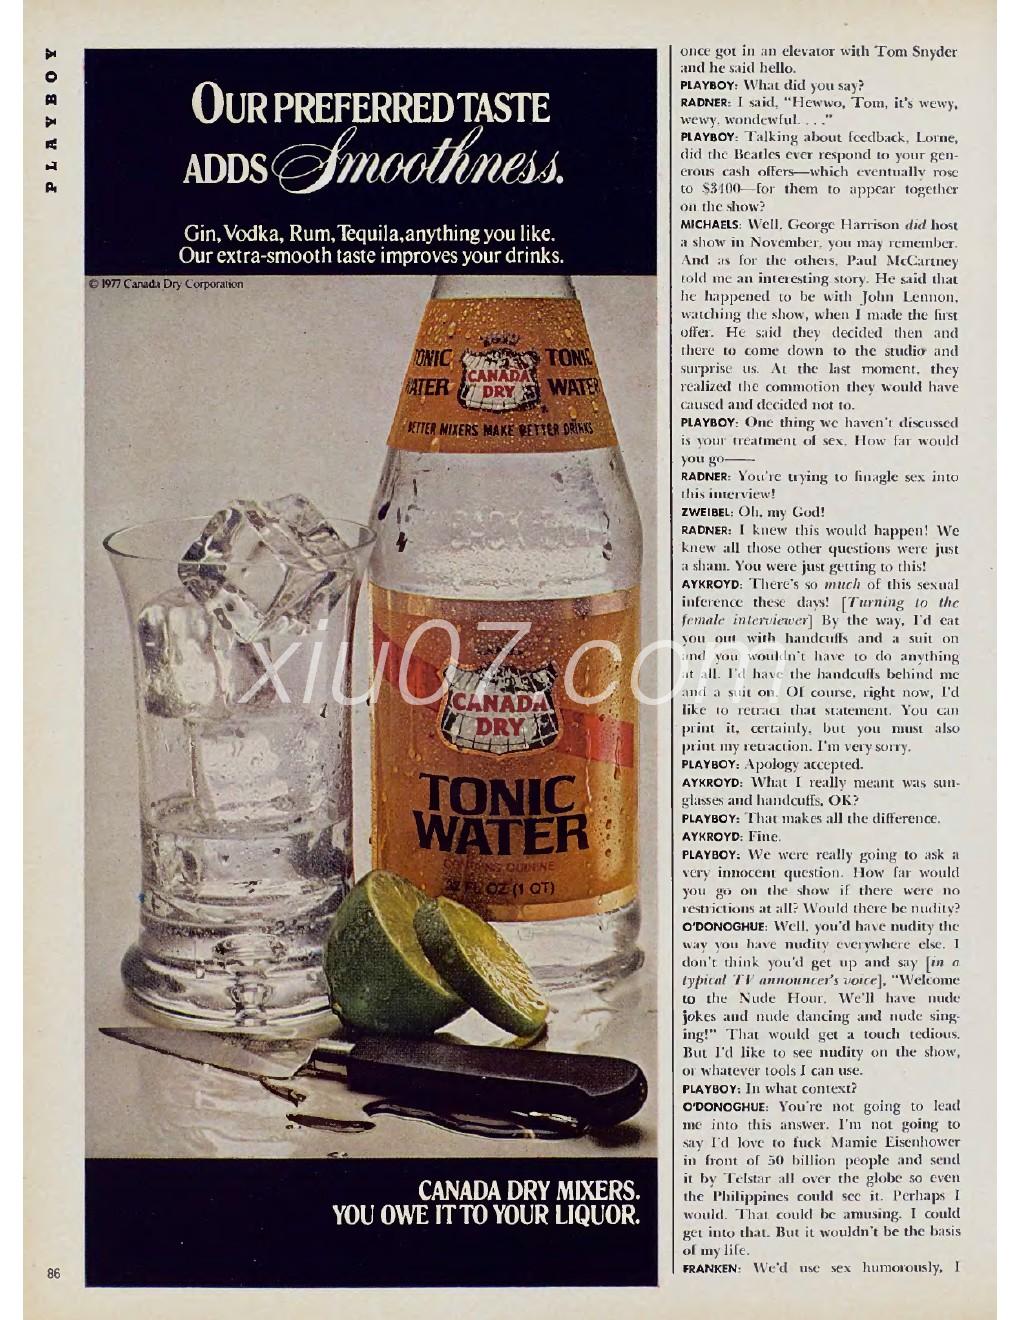 PLAYBOY
OUR PREFERRED TASTE
ADDS Smoothness.
Gin, Vodka, Rum, Tequila, anything you like.
Our extra-smooth taste improves your drinks.
© 1977 Canada Dry Corporation
TONIC
WATER
CANADA
DRY
TONIC
WATER
BETTER MIXERS MAKE BETTER DRINKS
CANADA
DRY
TONIC
WATER
CONTAINS QUININE
32 FL OZ (1 QT)
CANADA DRY MIXERS.
YOU OWE IT TO YOUR LIQUOR.
86
once got in an elevator with Tom Snyder
and he said hello.
PLAYBOY: What did you say?
RADNER: I said, “Hewwo, Tom, it's wewy,
wewy, wondewful. . . .”
PLAYBOY: Talking about feedback, Lorne,
did the Beatles ever respond to your gen-
erous cash offers—which eventually rose
to $3400—for them to appear together
on the show?
MICHAELS: Well, George Harrison did host
a show in November, you may remember.
And as for the others, Paul McCartney
told me an interesting story. He said that
he happened to be with John Lennon,
watching the show, when I made the first
offer. He said they decided then and
there to come down to the studio and
surprise us. At the last moment, they
realized the commotion they would have
caused and decided not to.
PLAYBOY: One thing we haven't discussed
is your treatment of sex. How far would
you go——
RADNER: You're trying to finagle sex into
this interview!
ZWEIBEL: Oh, my God!
RADNER: I knew this would happen! We
knew all those other questions were just
a sham. You were just getting to this!
AYKROYD: There's so much of this sexual
inference these days! [Turning to the
female interviewer] By the way, I'd eat
you out with handcuffs and a suit on
and you wouldn't have to do anything
at all. I'd have the handcuffs behind me
and a suit on. Of course, right now, I'd
like to retract that statement. You can
print it, certainly, but you must also
print my retraction. I'm very sorry.
PLAYBOY: Apology accepted.
AYKROYD: What I really meant was sun-
glasses and handcuffs, OK?
PLAYBOY: That makes all the difference.
AYKROYD: Fine.
PLAYBOY: We were really going to ask a
very innocent question. How far would
you go on the show if there were no
restrictions at all? Would there be nudity?
O'DONOGHUE: Well, you'd have nudity the
way you have nudity everywhere else. I
don't think you'd get up and say [in a
typical TV announcer's voice], “Welcome
to the Nude Hour. We'll have nude
jokes and nude dancing and nude sing-
ing!” That would get a touch tedious.
But I'd like to see nudity on the show,
or whatever tools I can use.
PLAYBOY: In what context?
O'DONOGHUE: You're not going to lead
me into this answer. I'm not going to
say I'd love to fuck Mamie Eisenhower
in front of 50 billion people and send
it by Telstar all over the globe so even
the Philippines could see it. Perhaps I
would. That could be amusing. I could
get into that. But it wouldn't be the basis
of my life.
FRANKEN: We'd use sex humorously, I
xiu07.com